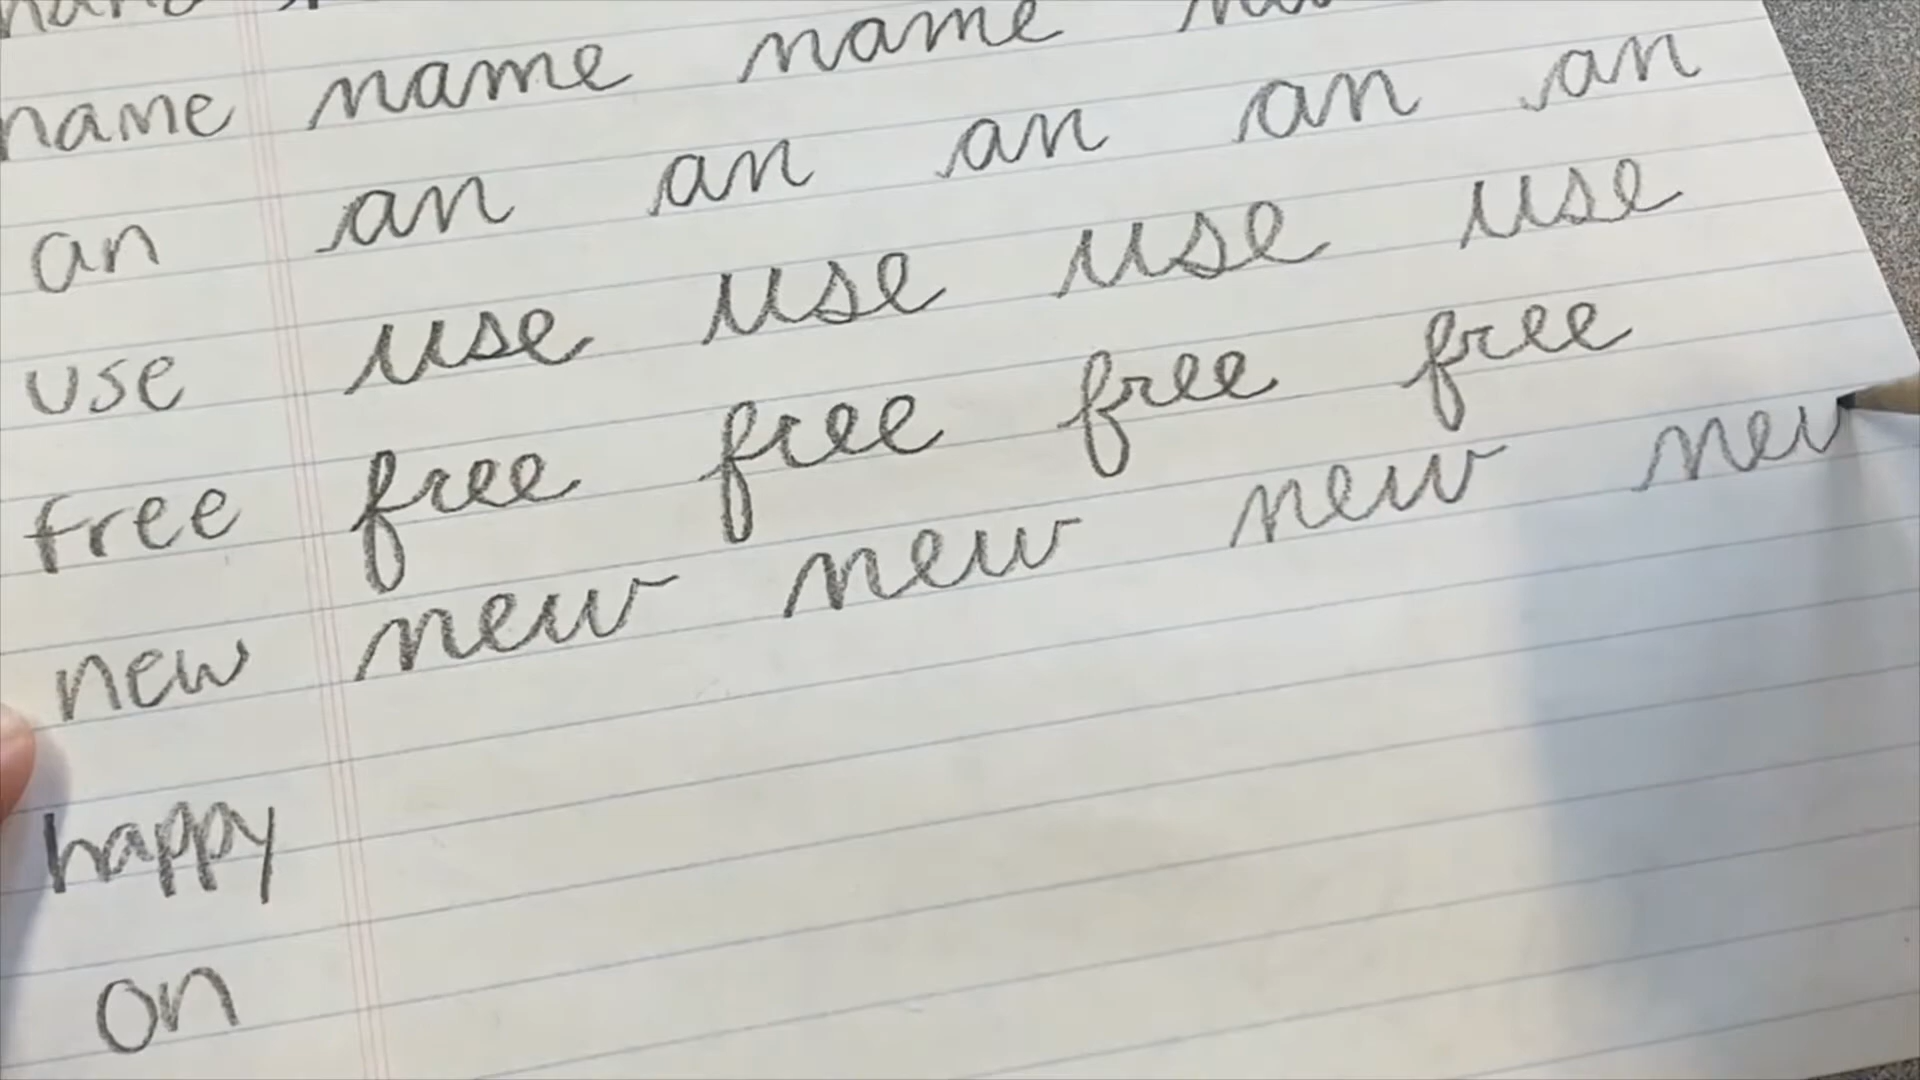 name name name
an an an an an an
use use use use use
free free free free free
new new new new new
happy
on